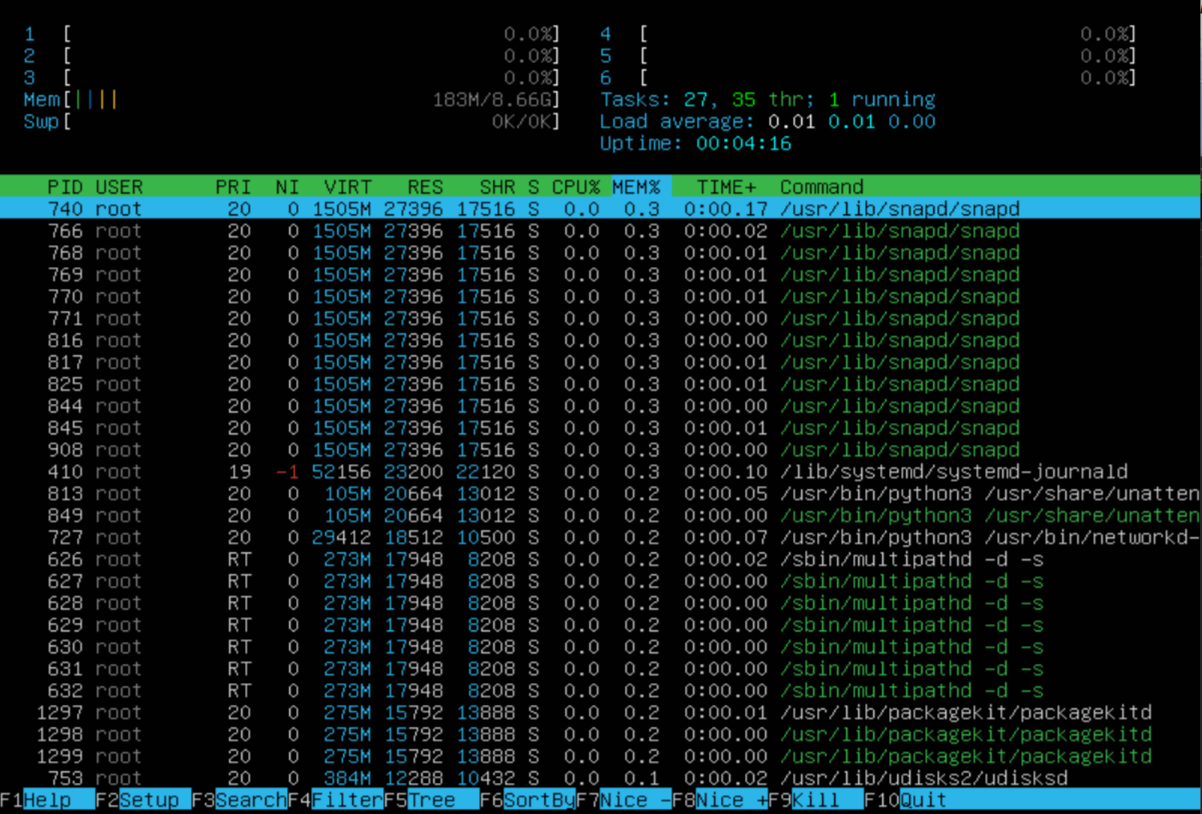 1 [ 0.0%] 4 [ 0.0%]
2 [ 0.0%] 5 [ 0.0%]
3 [ 0.0%] 6 [ 0.0%]
Mem[|||| 183M/8.66G] Tasks: 27, 35 thr; 1 running
Swp[ 0K/0K] Load average: 0.01 0.01 0.00
Uptime: 00:04:16
PID USER PRI NI VIRT RES SHR S CPU% MEM% TIME+ Command
740 root 20 0 1505M 27396 17516 S 0.0 0.3 0:00.17 /usr/lib/snapd/snapd
766 root 20 0 1505M 27396 17516 S 0.0 0.3 0:00.02 /usr/lib/snapd/snapd
768 root 20 0 1505M 27396 17516 S 0.0 0.3 0:00.01 /usr/lib/snapd/snapd
769 root 20 0 1505M 27396 17516 S 0.0 0.3 0:00.01 /usr/lib/snapd/snapd
770 root 20 0 1505M 27396 17516 S 0.0 0.3 0:00.01 /usr/lib/snapd/snapd
771 root 20 0 1505M 27396 17516 S 0.0 0.3 0:00.00 /usr/lib/snapd/snapd
816 root 20 0 1505M 27396 17516 S 0.0 0.3 0:00.00 /usr/lib/snapd/snapd
817 root 20 0 1505M 27396 17516 S 0.0 0.3 0:00.01 /usr/lib/snapd/snapd
825 root 20 0 1505M 27396 17516 S 0.0 0.3 0:00.01 /usr/lib/snapd/snapd
844 root 20 0 1505M 27396 17516 S 0.0 0.3 0:00.00 /usr/lib/snapd/snapd
845 root 20 0 1505M 27396 17516 S 0.0 0.3 0:00.01 /usr/lib/snapd/snapd
908 root 20 0 1505M 27396 17516 S 0.0 0.3 0:00.00 /usr/lib/snapd/snapd
410 root 19 -1 52156 23200 22120 S 0.0 0.3 0:00.10 /lib/systemd/systemd-journald
813 root 20 0 105M 20664 13012 S 0.0 0.2 0:00.05 /usr/bin/python3 /usr/share/unatten
849 root 20 0 105M 20664 13012 S 0.0 0.2 0:00.00 /usr/bin/python3 /usr/share/unatten
727 root 20 0 29412 18512 10500 S 0.0 0.2 0:00.07 /usr/bin/python3 /usr/bin/networkd-
626 root RT 0 273M 17948 8208 S 0.0 0.2 0:00.02 /sbin/multipathd -d -s
627 root RT 0 273M 17948 8208 S 0.0 0.2 0:00.00 /sbin/multipathd -d -s
628 root RT 0 273M 17948 8208 S 0.0 0.2 0:00.00 /sbin/multipathd -d -s
629 root RT 0 273M 17948 8208 S 0.0 0.2 0:00.00 /sbin/multipathd -d -s
630 root RT 0 273M 17948 8208 S 0.0 0.2 0:00.00 /sbin/multipathd -d -s
631 root RT 0 273M 17948 8208 S 0.0 0.2 0:00.00 /sbin/multipathd -d -s
632 root RT 0 273M 17948 8208 S 0.0 0.2 0:00.00 /sbin/multipathd -d -s
1297 root 20 0 275M 15792 13888 S 0.0 0.2 0:00.01 /usr/lib/packagekit/packagekitd
1298 root 20 0 275M 15792 13888 S 0.0 0.2 0:00.00 /usr/lib/packagekit/packagekitd
1299 root 20 0 275M 15792 13888 S 0.0 0.2 0:00.00 /usr/lib/packagekit/packagekitd
753 root 20 0 384M 12288 10432 S 0.0 0.1 0:00.02 /usr/lib/udisks2/udisksd
F1Help F2Setup F3SearchF4FilterF5Tree F6SortByF7Nice -F8Nice +F9Kill F10Quit